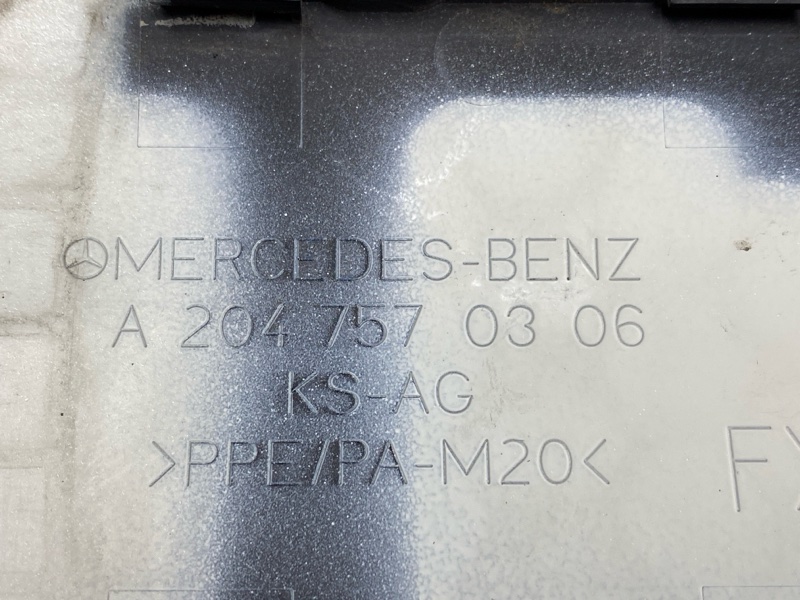 MERCEDES-BENZ
A 204 757 03 06
KS-AG
>PPE/PA-M20<